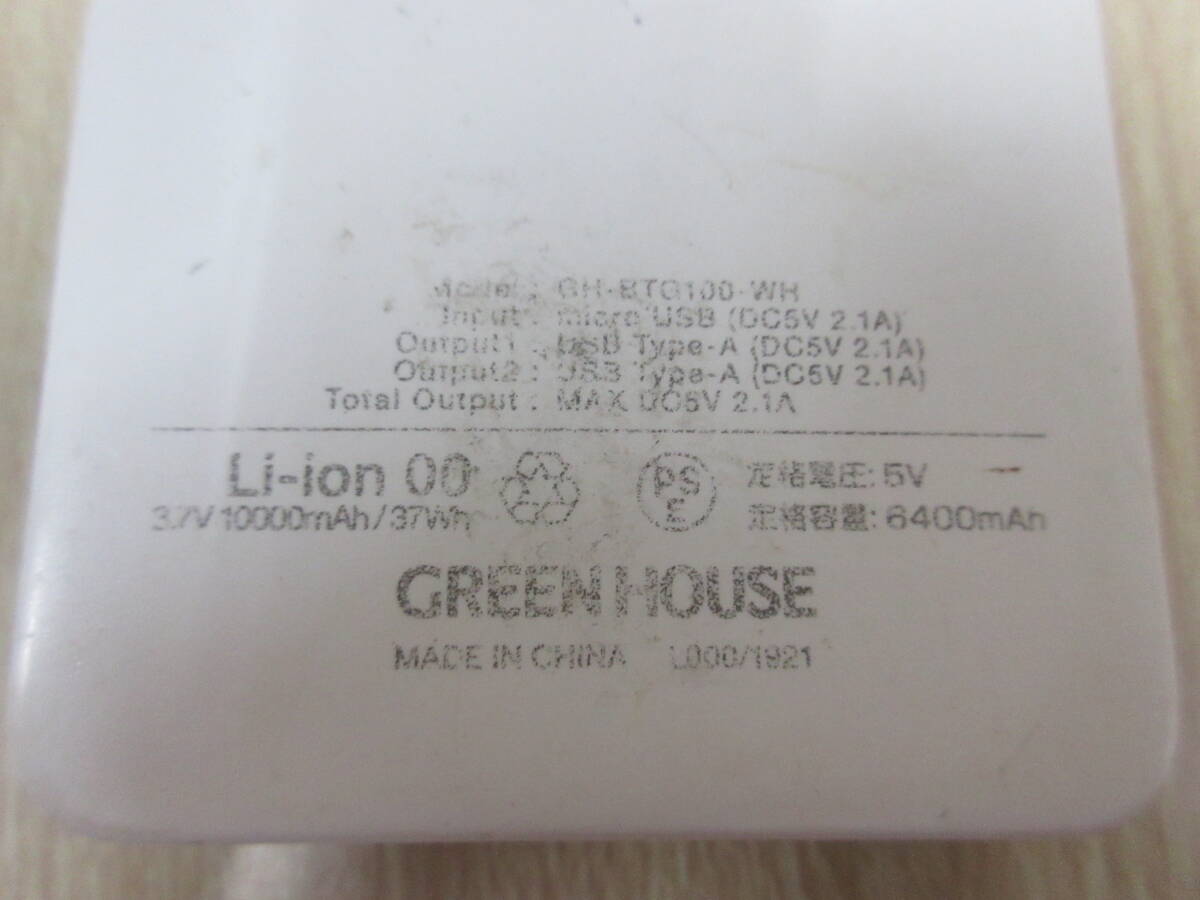 Model : GH-BTG100-WH
Input : micro USB (DC5V 2.1A)
Output1 : USB Type-A (DC5V 2.1A)
Output2 : USB Type-A (DC5V 2.1A)
Total Output : MAX DC5V 2.1A
Li-ion 00
3.7V 10000mAh/37Wh
PS
E
定格電圧: 5V
定格容量: 6400mAh
GREEN HOUSE
MADE IN CHINA L000/1921